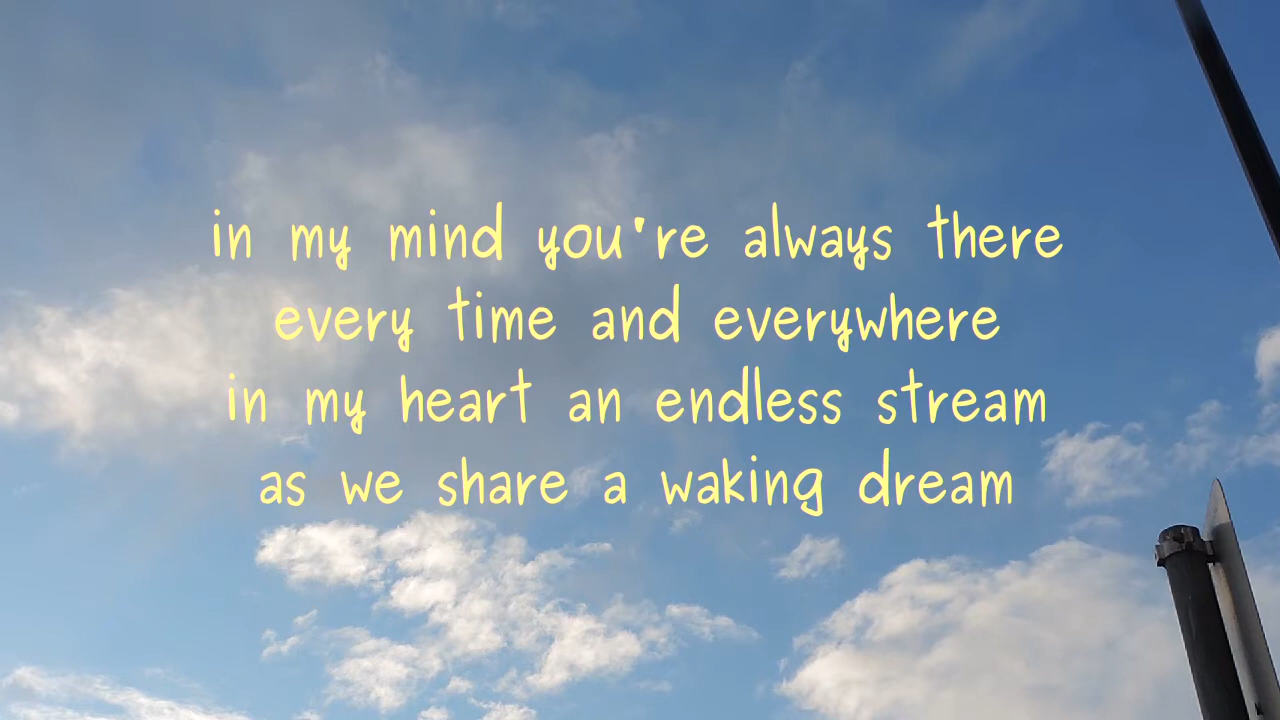 in my mind you're always there
every time and everywhere
in my heart an endless stream
as we share a waking dream